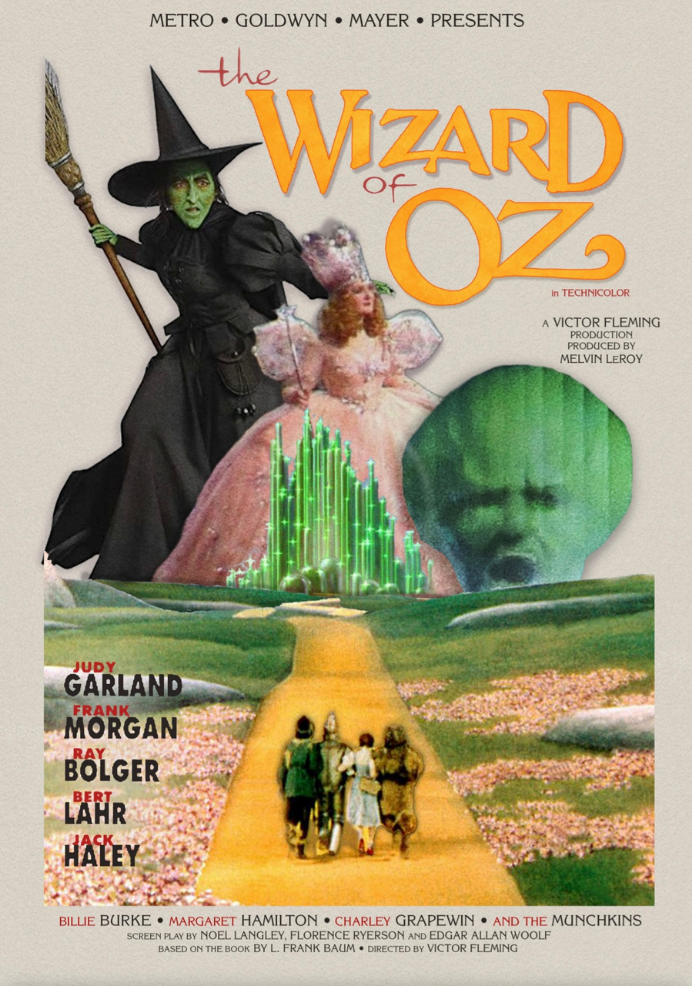 METRO • GOLDWYN • MAYER • PRESENTS
the
WIZARD
of
OZ
in TECHNICOLOR
A VICTOR FLEMING
PRODUCTION
PRODUCED BY
MELVIN LEROY
JUDY
GARLAND
FRANK
MORGAN
RAY
BOLGER
BERT
LAHR
JACK
HALEY
BILLIE BURKE • MARGARET HAMILTON • CHARLEY GRAPEWIN • AND THE MUNCHKINS
SCREEN PLAY BY NOEL LANGLEY, FLORENCE RYERSON AND EDGAR ALLAN WOOLF
BASED ON THE BOOK BY L. FRANK BAUM • DIRECTED BY VICTOR FLEMING